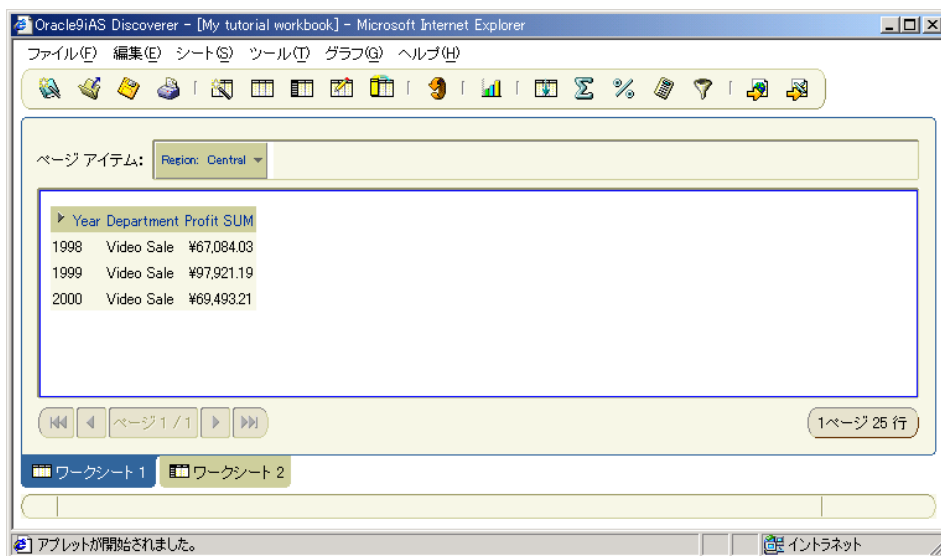 Oracle9iAS Discoverer - [My tutorial workbook] - Microsoft Internet Explorer
ファイル(F) 編集(E) シート(S) ツール(T) グラフ(G) ヘルプ(H)
ページ アイテム: Region: Central
Year Department Profit SUM
1998 Video Sale ¥67,084.03
1999 Video Sale ¥97,921.19
2000 Video Sale ¥69,493.21
ページ 1 / 1 1ページ 25 行
ワークシート 1 ワークシート 2
アプレットが開始されました。 イントラネット